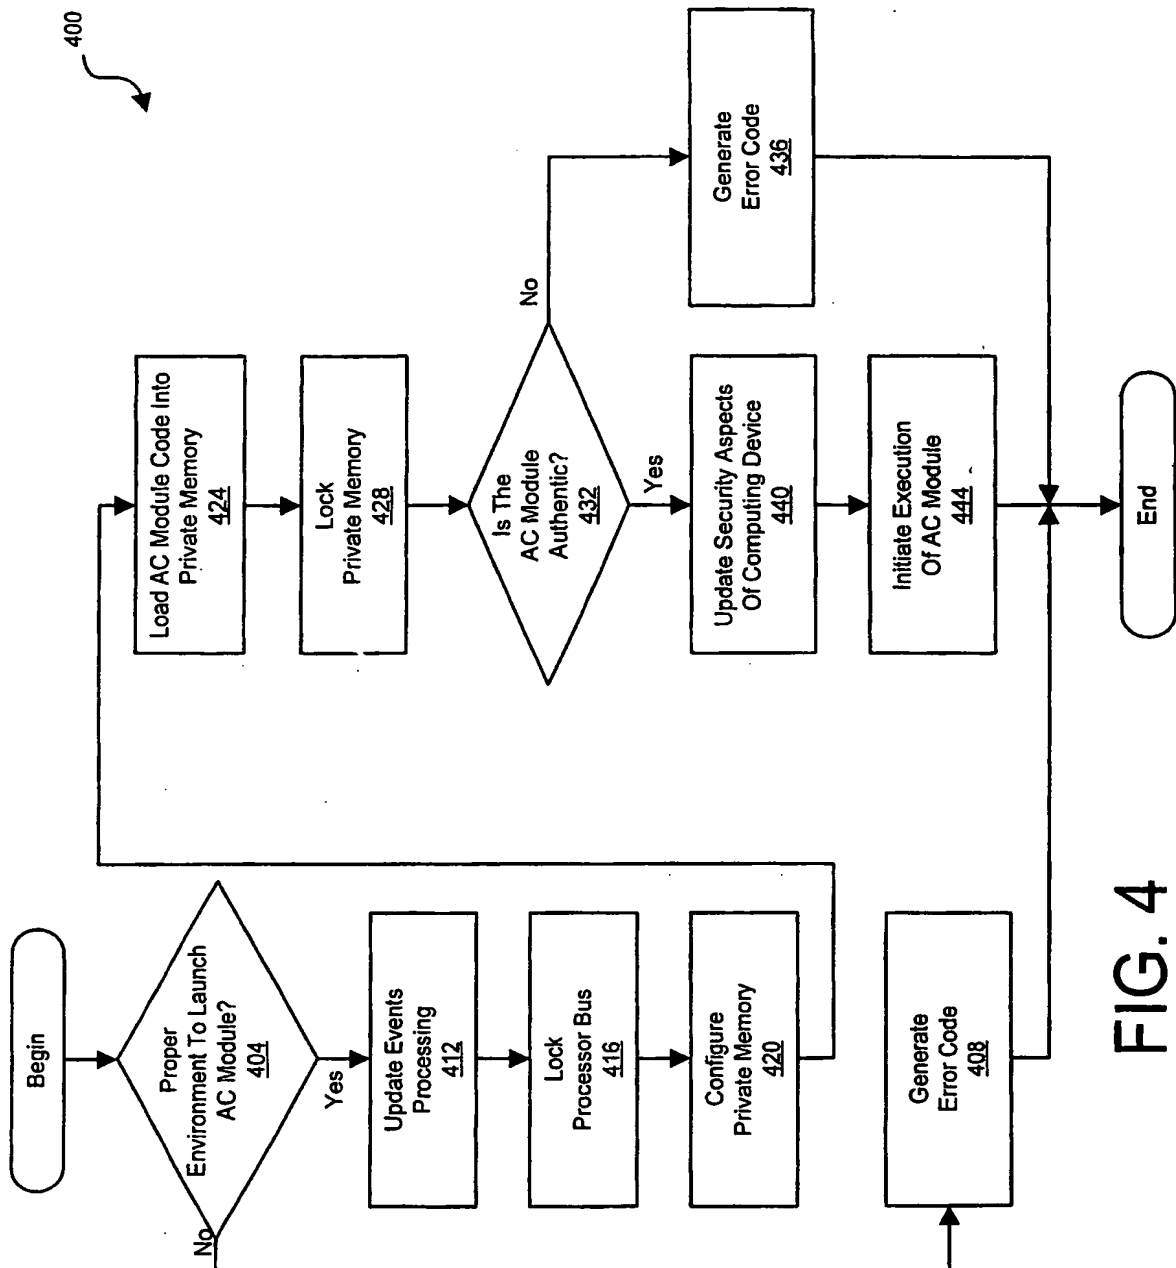 400
Begin
Proper
Environment To Launch
AC Module?
404
No
Yes
Update Events
Processing
412
Lock
Processor Bus
416
Configure
Private Memory
420
Generate
Error Code
408
Load AC Module Code Into
Private Memory
424
Lock
Private Memory
428
Is The
AC Module
Authentic?
432
No
Yes
Generate
Error Code
436
Update Security Aspects
Of Computing Device
440
Initiate Execution
Of AC Module
444
End
FIG. 4